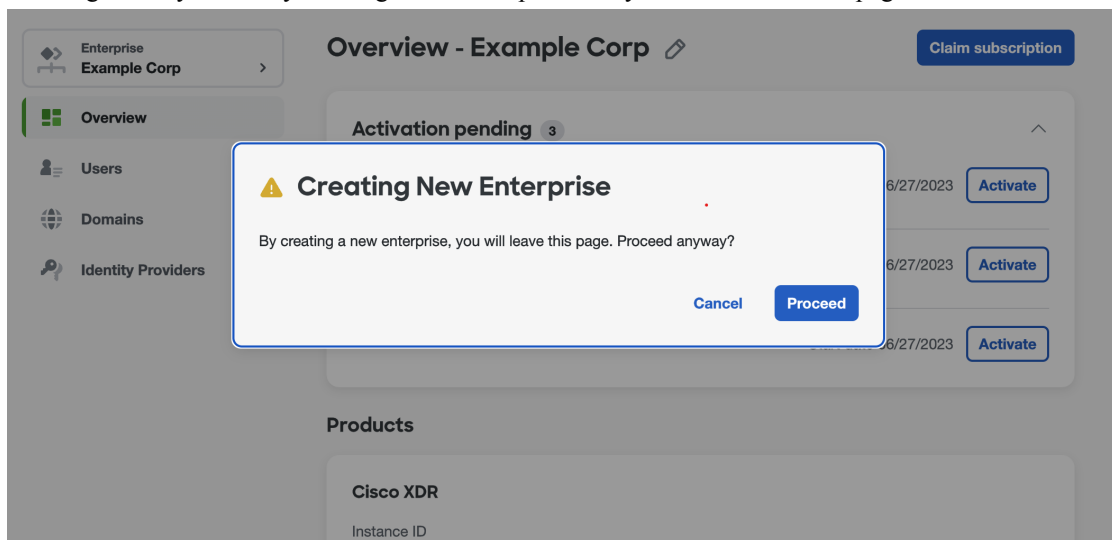 Enterprise
Example Corp
Overview - Example Corp
Claim subscription
Overview
Activation pending 3
Users
Creating New Enterprise
6/27/2023 Activate
Domains
By creating a new enterprise, you will leave this page. Proceed anyway?
Identity Providers
6/27/2023 Activate
Cancel
Proceed
6/27/2023 Activate
Products
Cisco XDR
Instance ID